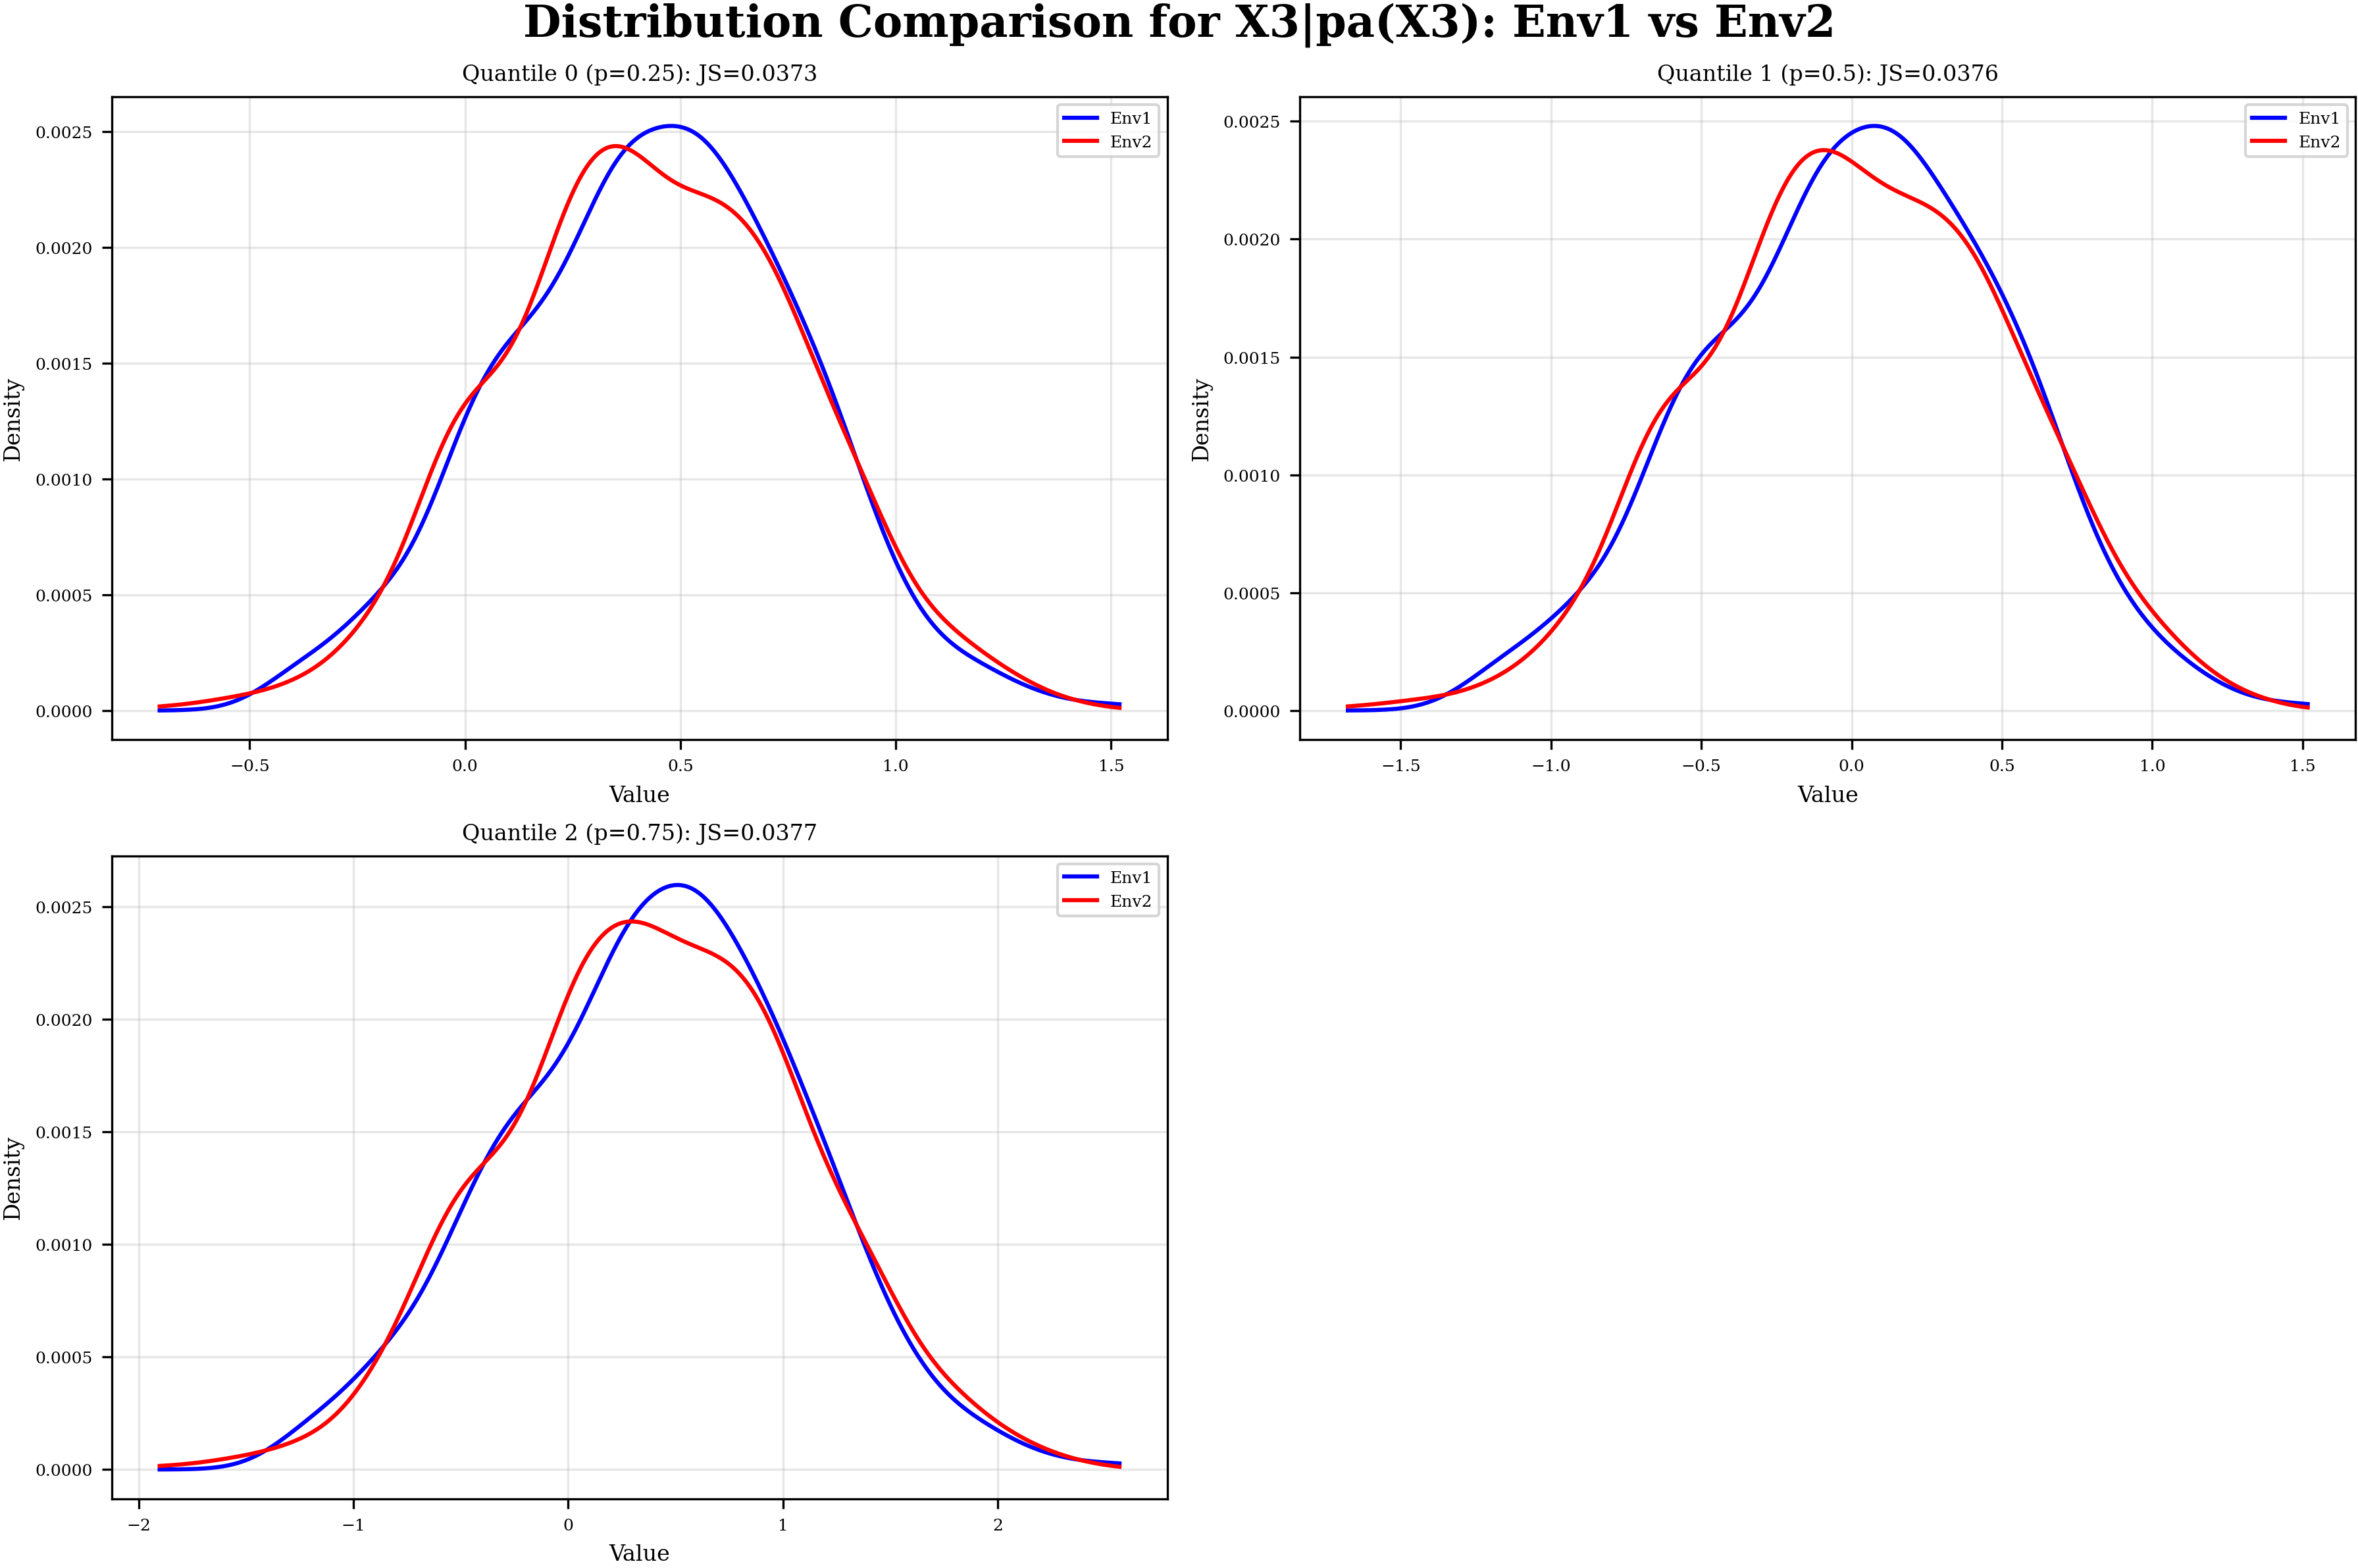 Distribution Comparison for X3|pa(X3): Env1 vs Env2
Quantile 0 (p=0.25): JS=0.0373
Env1
Env2
Density
0.0025
0.0020
0.0015
0.0010
0.0005
0.0000
−0.5 0.0 0.5 1.0 1.5
Value
Quantile 1 (p=0.5): JS=0.0376
Env1
Env2
Density
0.0025
0.0020
0.0015
0.0010
0.0005
0.0000
−1.5 −1.0 −0.5 0.0 0.5 1.0 1.5
Value
Quantile 2 (p=0.75): JS=0.0377
Env1
Env2
Density
0.0025
0.0020
0.0015
0.0010
0.0005
0.0000
−2 −1 0 1 2
Value